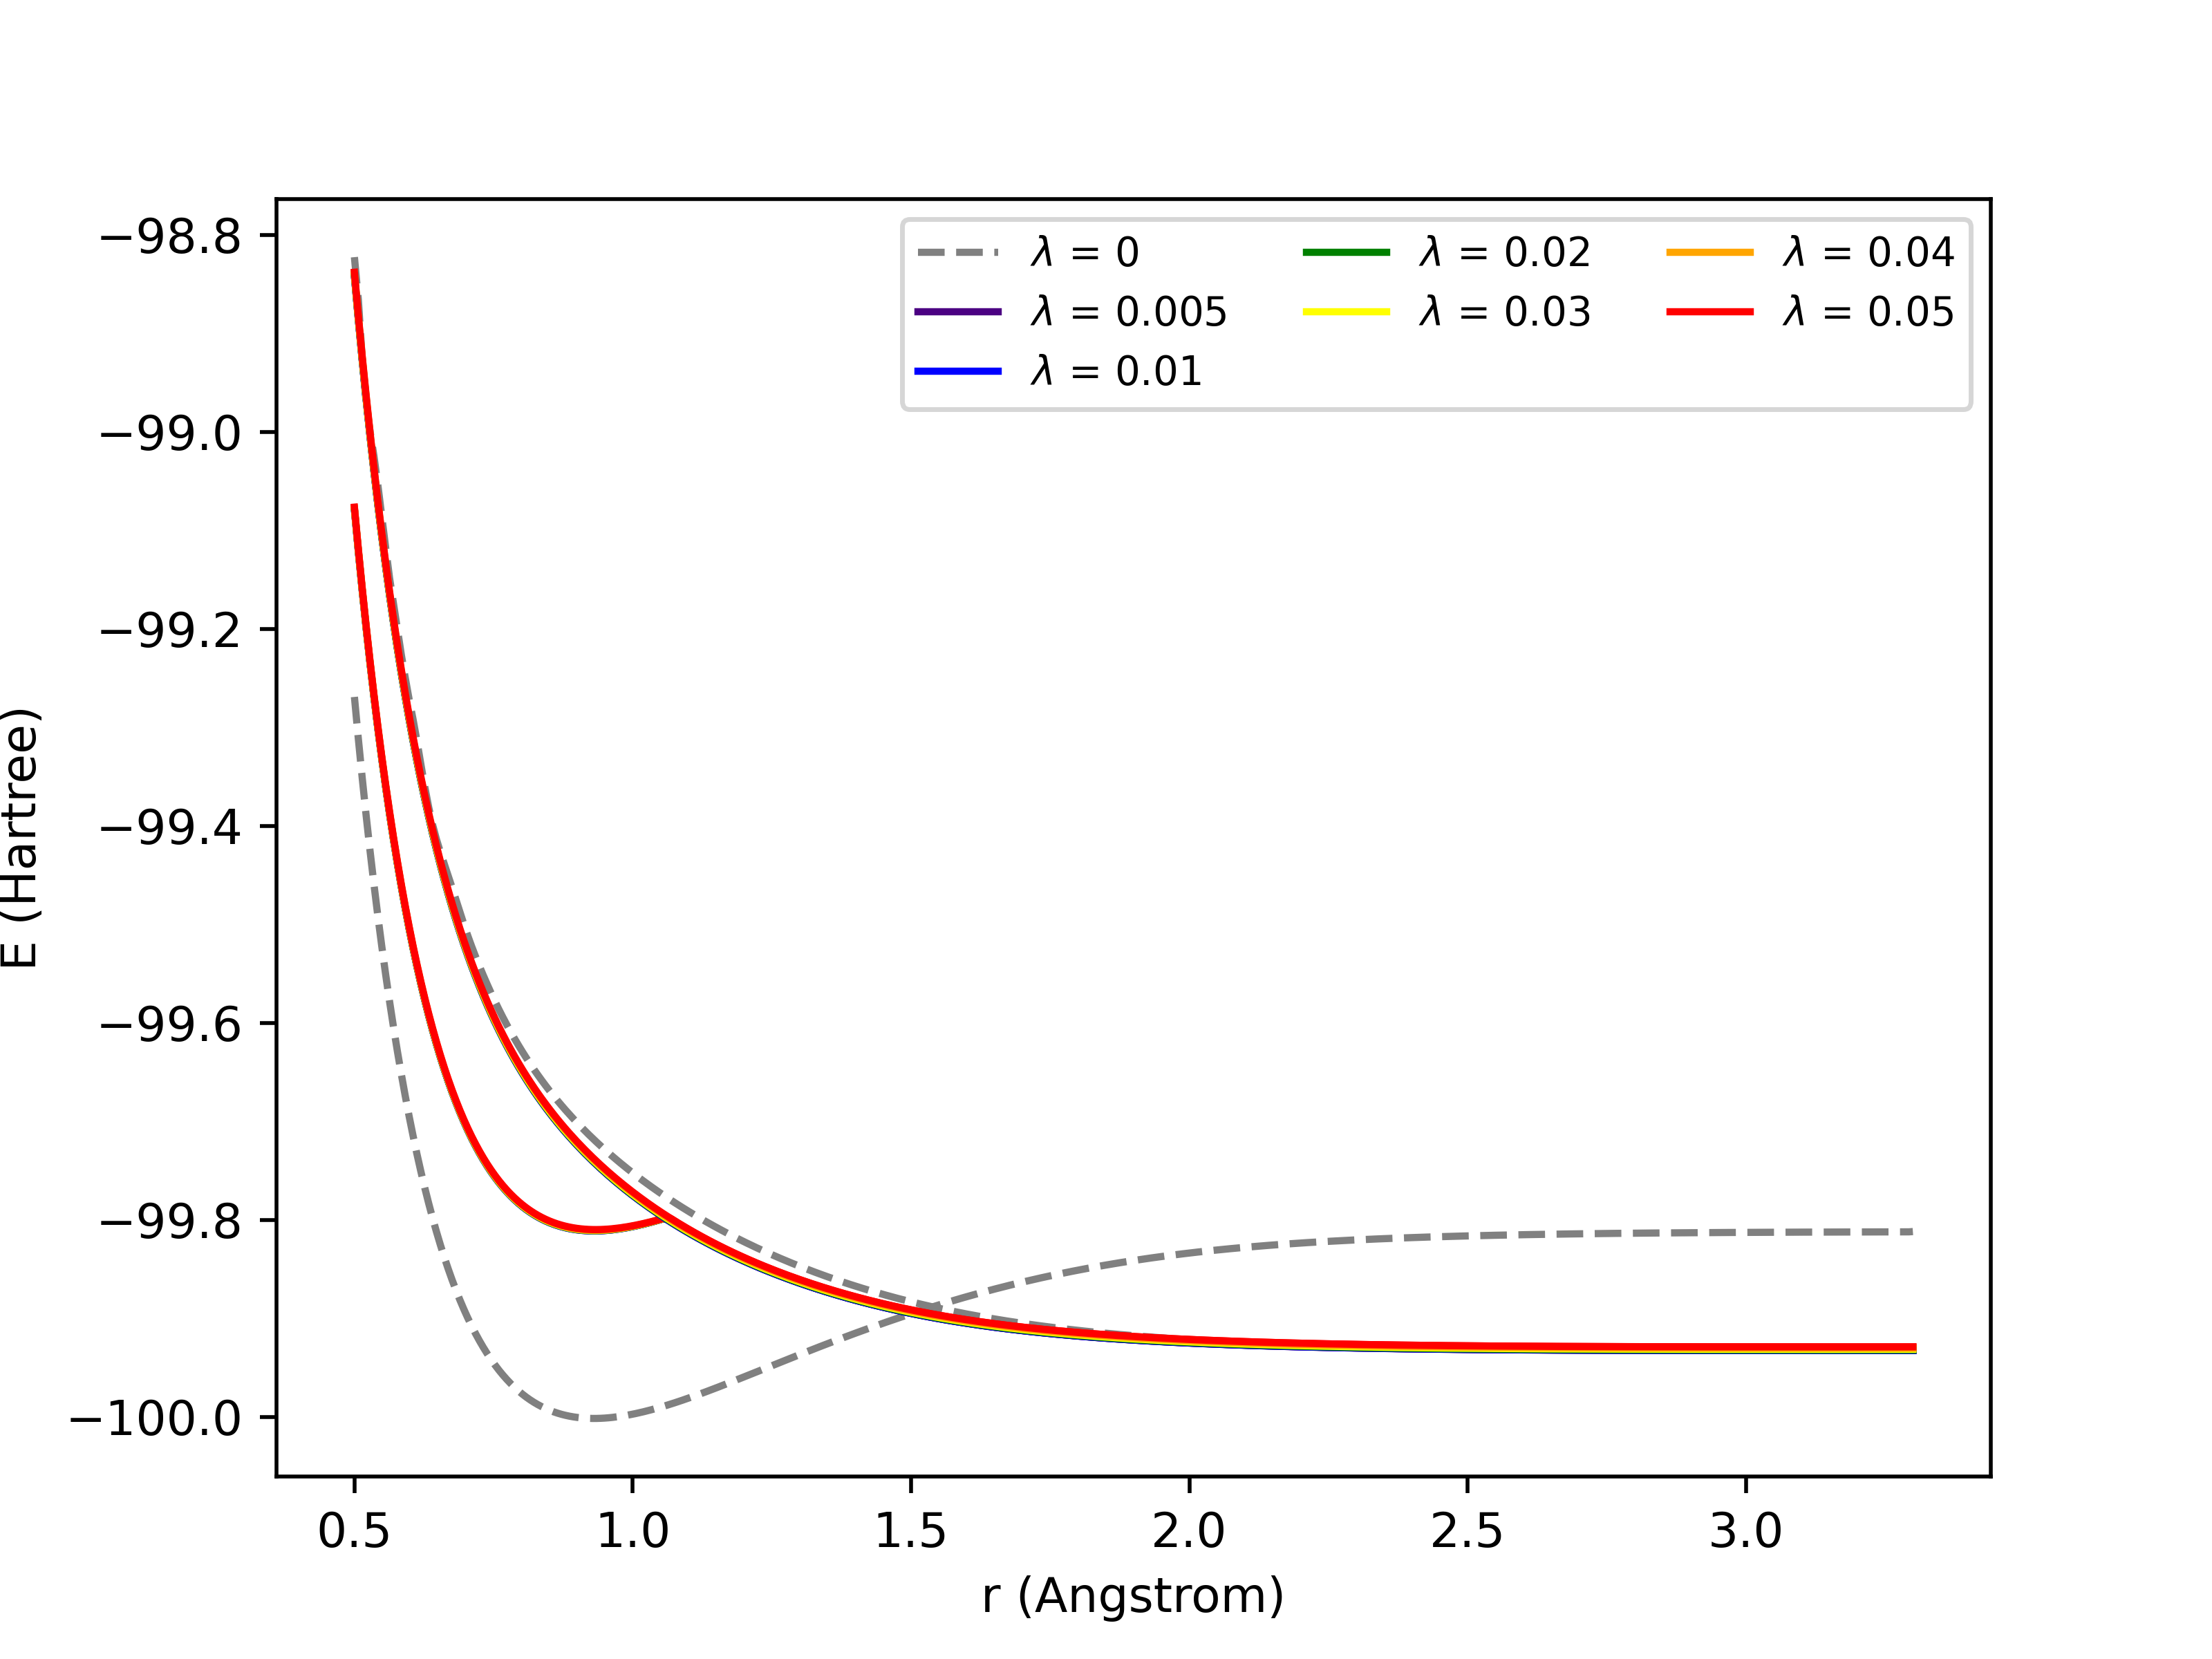 λ = 0
λ = 0.005
λ = 0.01
λ = 0.02
λ = 0.03
λ = 0.04
λ = 0.05
E (Hartree)
−98.8
−99.0
−99.2
−99.4
−99.6
−99.8
−100.0
0.5 1.0 1.5 2.0 2.5 3.0
r (Angstrom)